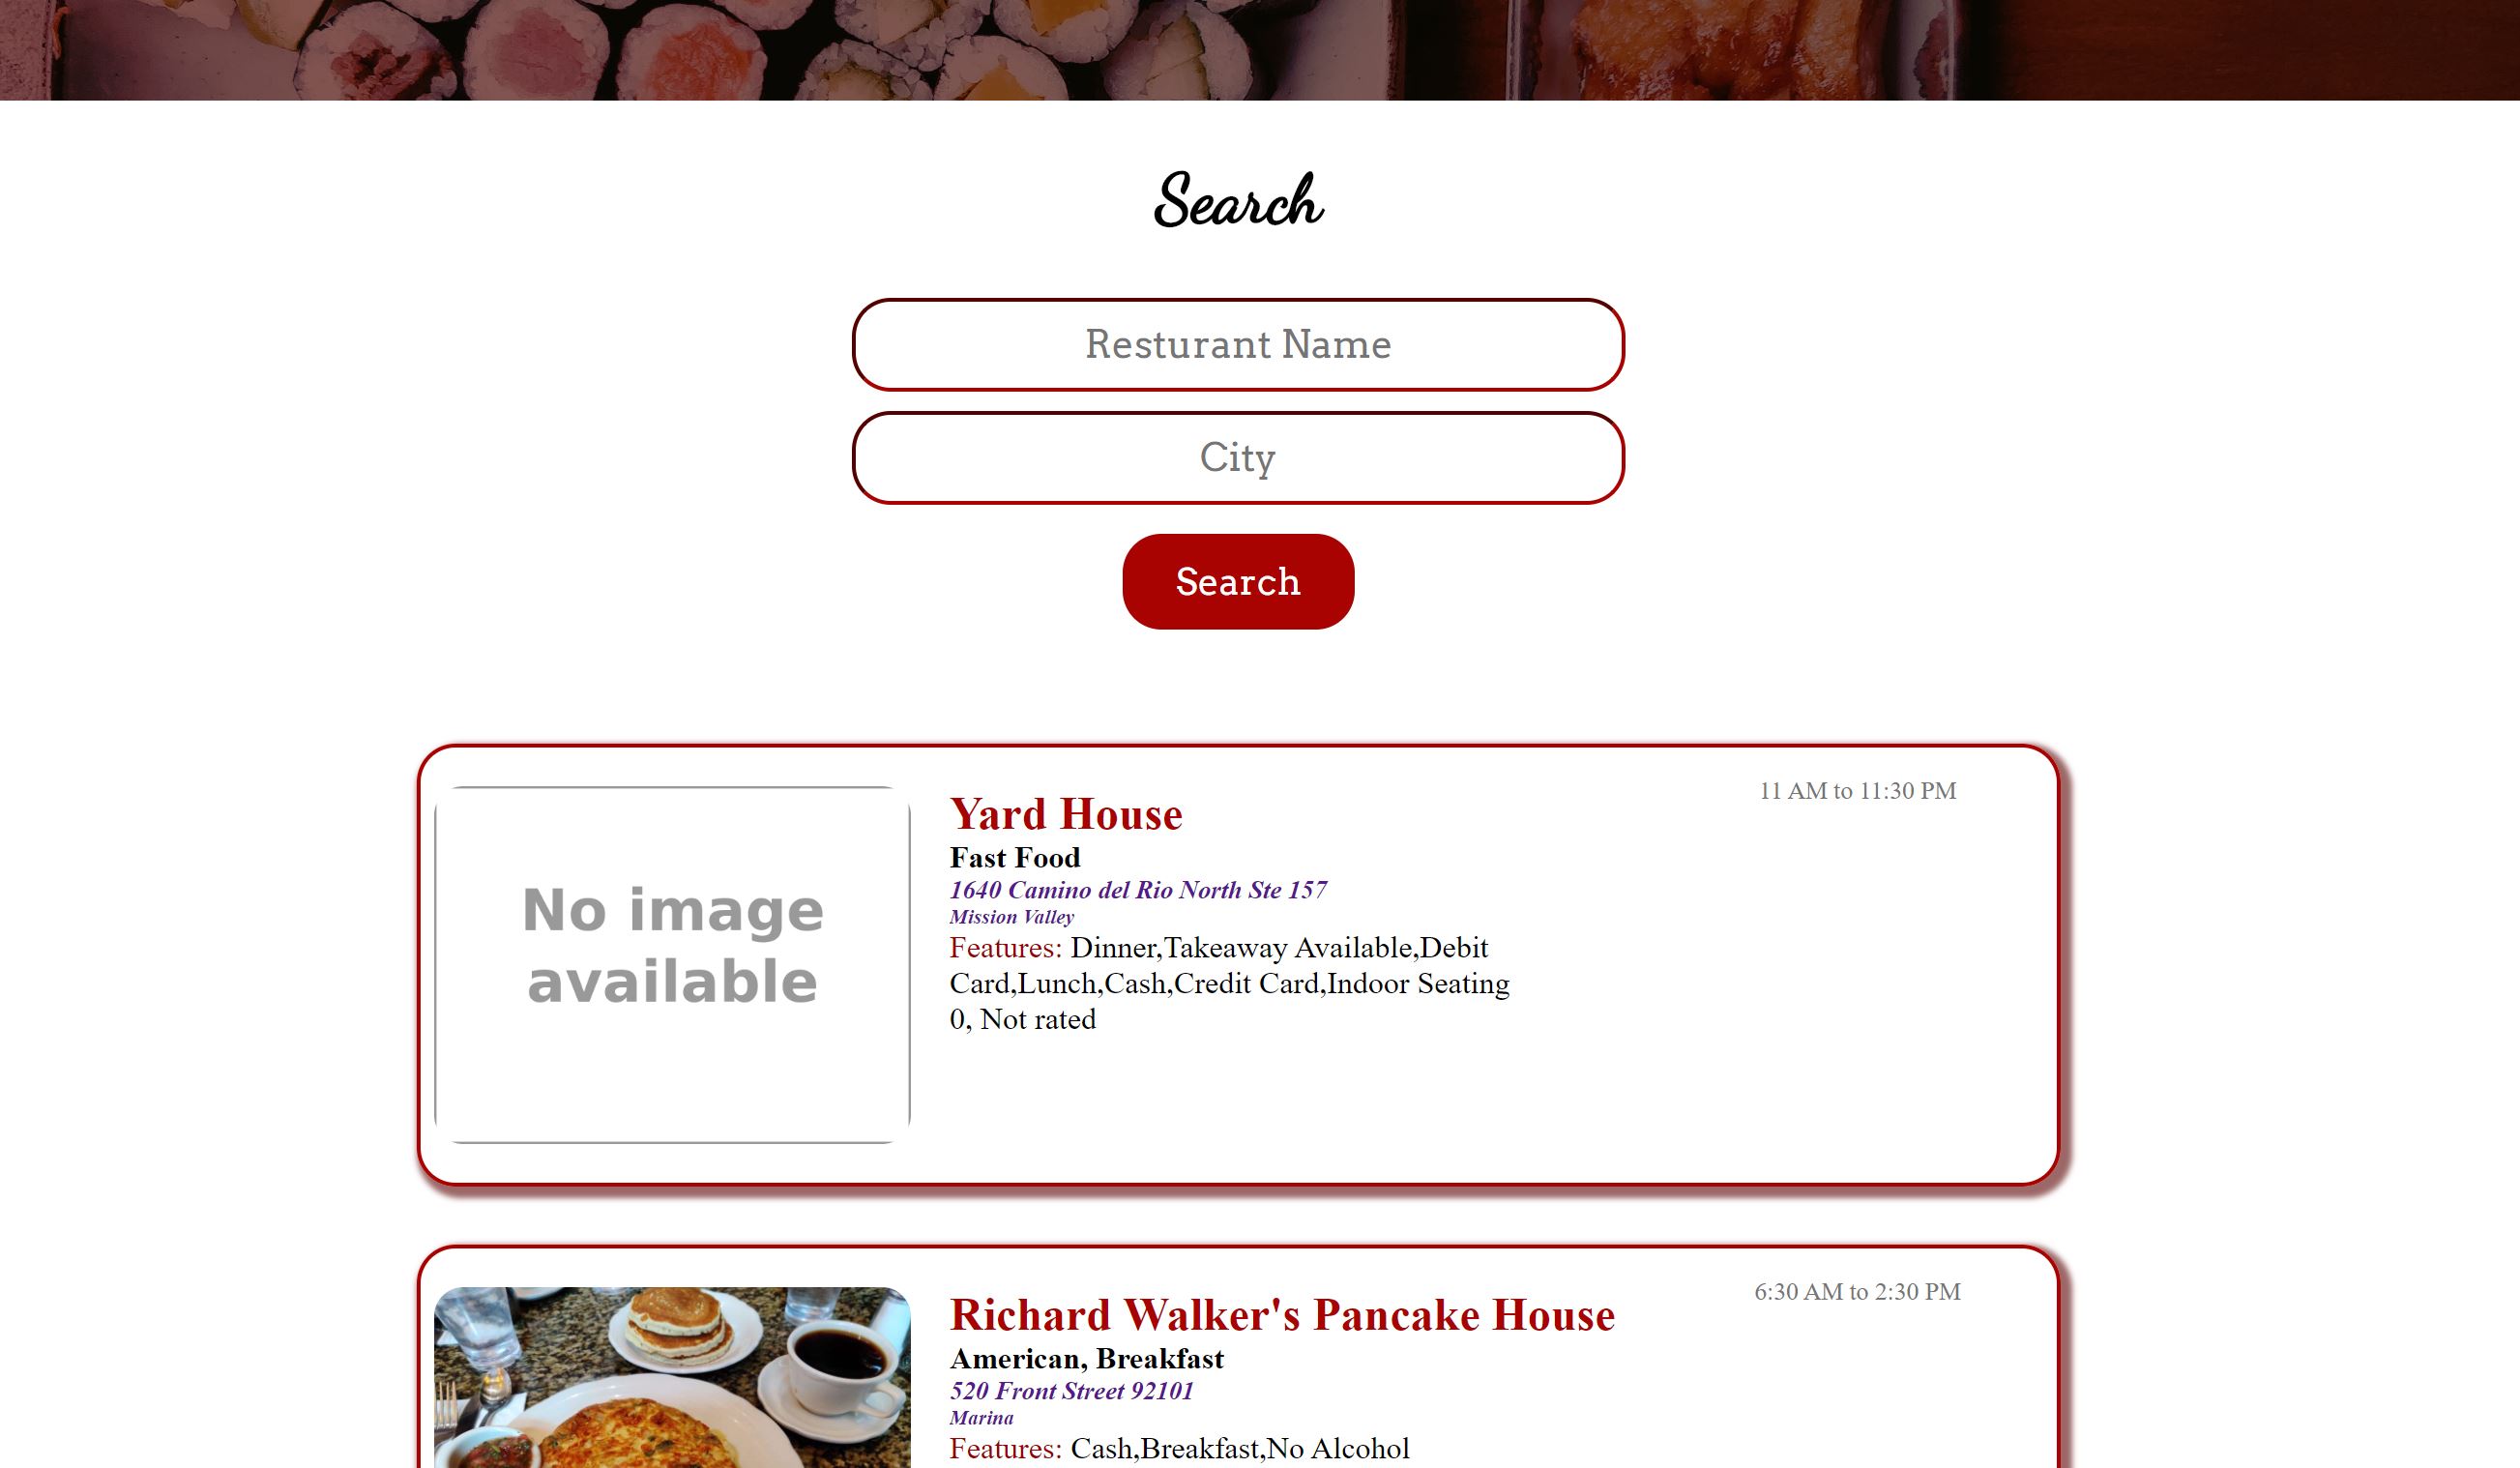 Search
Resturant Name
City
Search
No image
available
Yard House
11 AM to 11:30 PM
Fast Food
1640 Camino del Rio North Ste 157
Mission Valley
Features: Dinner,Takeaway Available,Debit
Card,Lunch,Cash,Credit Card,Indoor Seating
0, Not rated
Richard Walker's Pancake House
6:30 AM to 2:30 PM
American, Breakfast
520 Front Street 92101
Marina
Features: Cash,Breakfast,No Alcohol